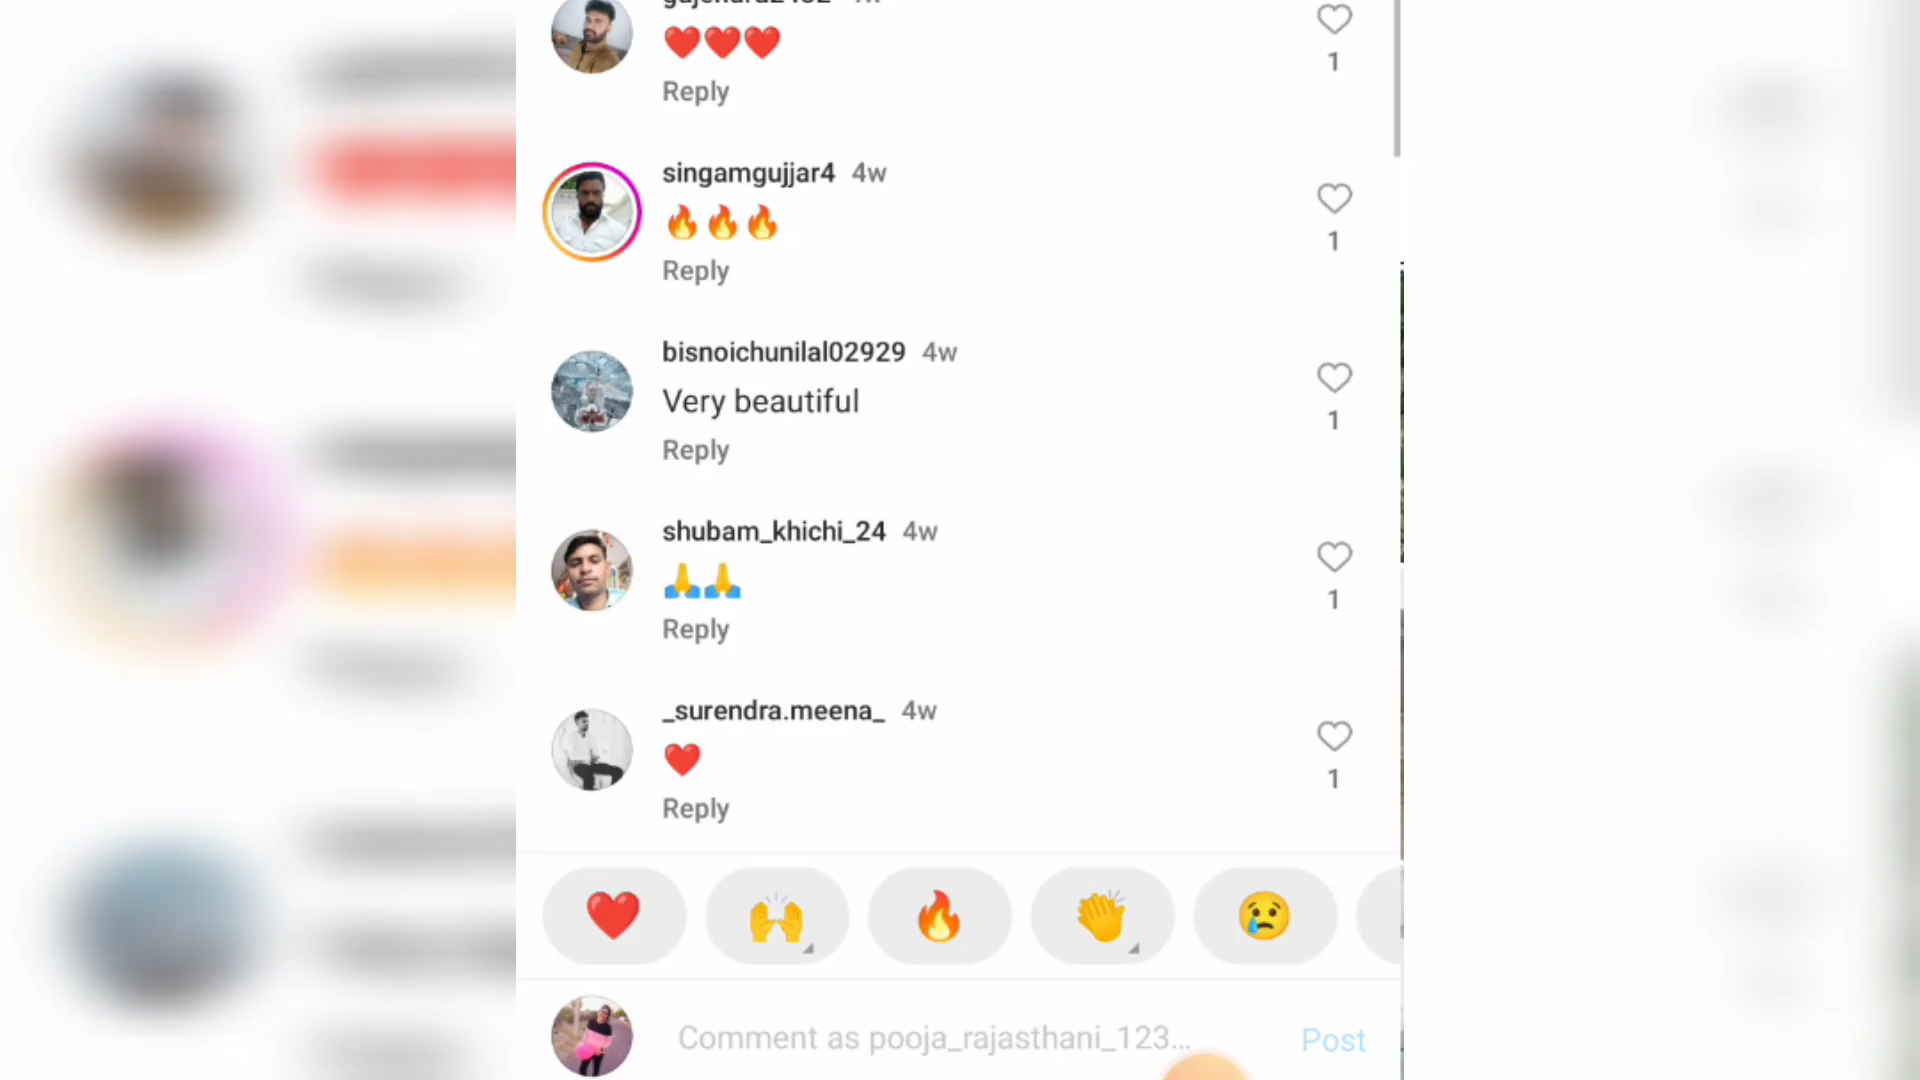 Reply
1
singamgujjar4 4w
🔥🔥🔥
Reply
1
bisnoichunilal02929 4w
Very beautiful
Reply
1
shubam_khichi_24 4w
🙏🙏
Reply
1
_surendra.meena_ 4w
❤️
Reply
1
Comment as pooja_rajasthani_123...
Post